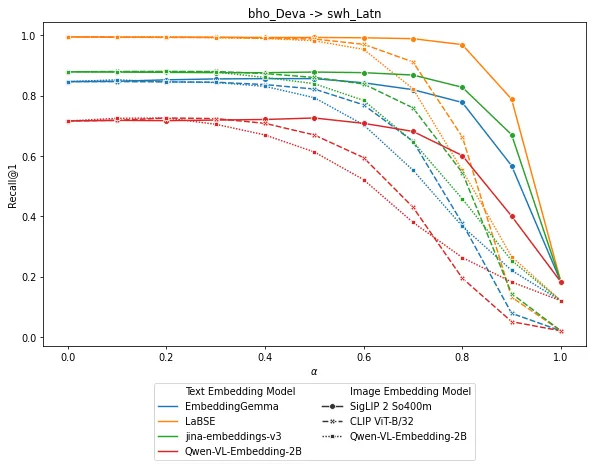 bho_Deva -> swh_Latn
Recall@1
1.0
0.8
0.6
0.4
0.2
0.0
0.0 0.2 0.4 0.6 0.8 1.0
α
Text Embedding Model
EmbeddingGemma
LaBSE
jina-embeddings-v3
Qwen-VL-Embedding-2B
Image Embedding Model
SigLIP 2 So400m
CLIP ViT-B/32
Qwen-VL-Embedding-2B